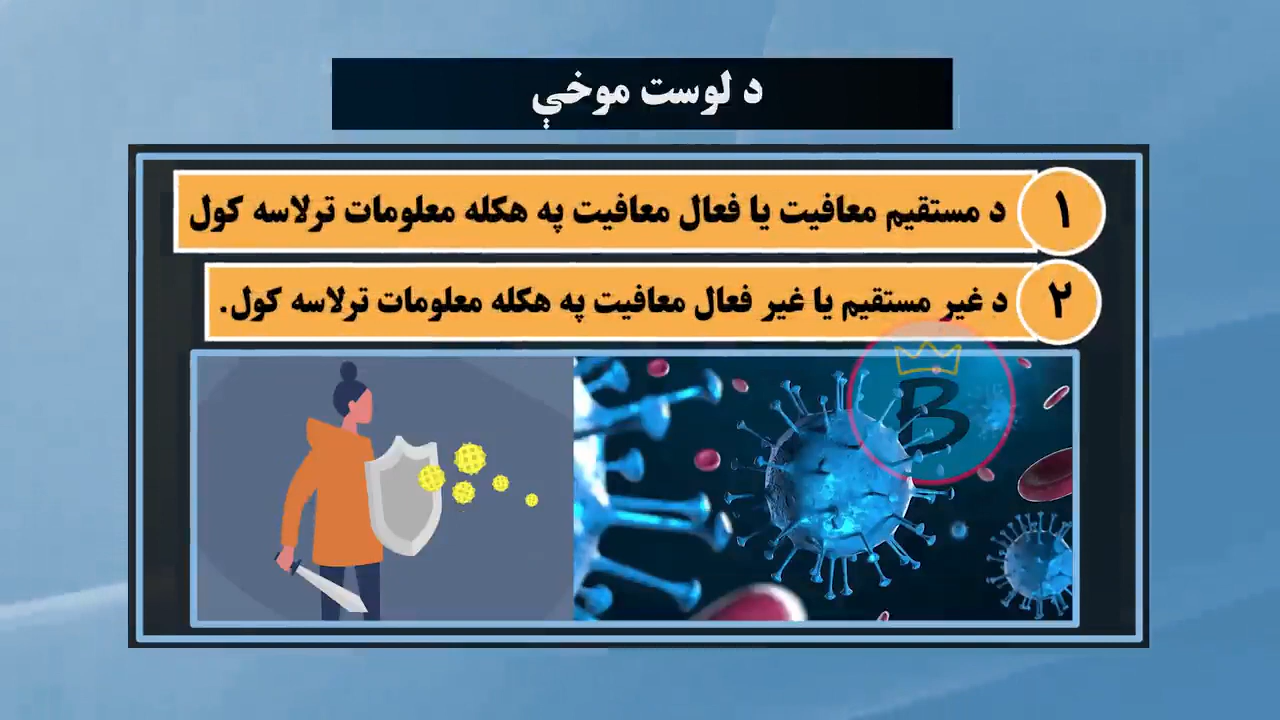 د لوست موخې
۱
د مستقیم معافیت یا فعال معافیت په هکله معلومات ترلاسه کول
۲
د غیر مستقیم یا غیر فعال معافیت په هکله معلومات ترلاسه کول.
B